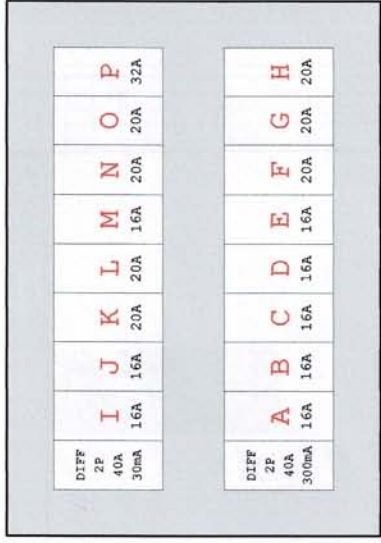 DIFF
2P
40A
30mA
I
16A
J
16A
K
20A
L
20A
M
16A
N
20A
O
20A
P
32A
DIFF
2P
40A
300mA
A
16A
B
16A
C
16A
D
16A
E
16A
F
20A
G
20A
H
20A